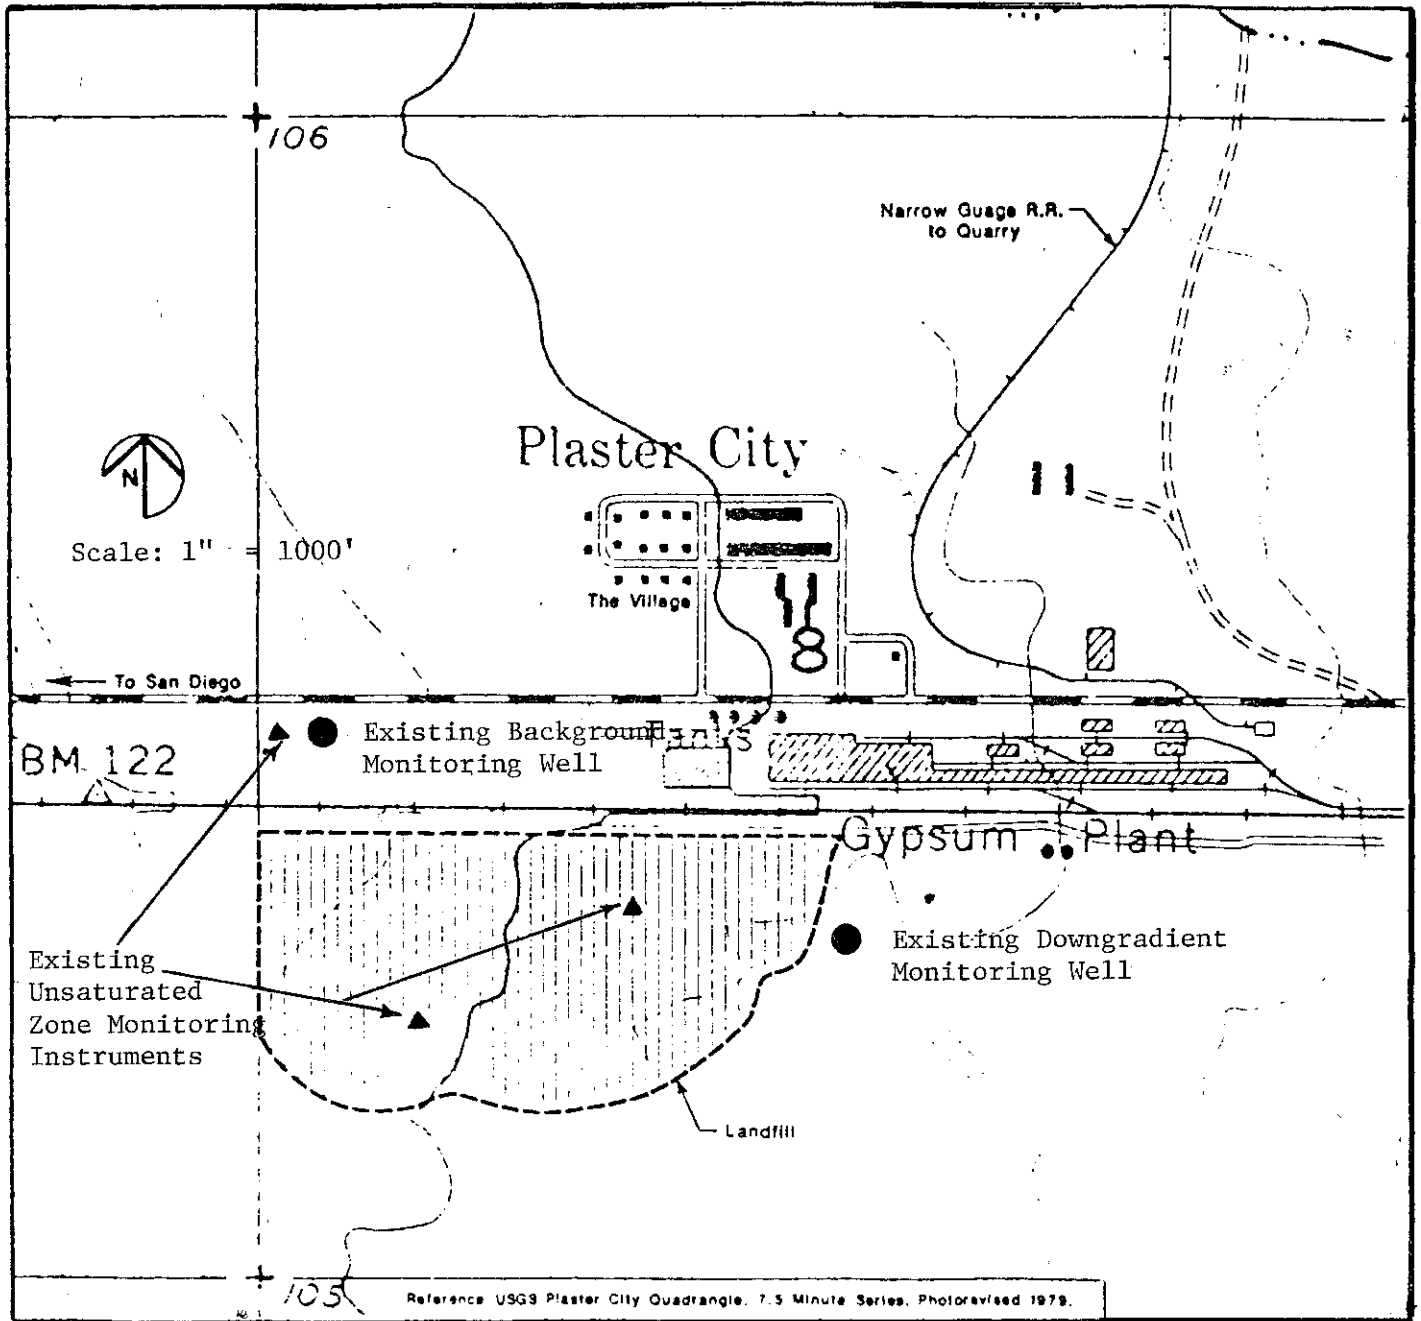 106
Narrow Guage R.R.
to Quarry
Plaster City
N
Scale: 1" = 1000'
The Village
To San Diego
Existing Background
Monitoring Well
BM 122
Gypsum Plant
Existing Downgradient
Monitoring Well
Existing
Unsaturated
Zone Monitoring
Instruments
Landfill
105
Reference USGS Plaster City Quadrangle, 7.5 Minute Series, Photorevised 1979.